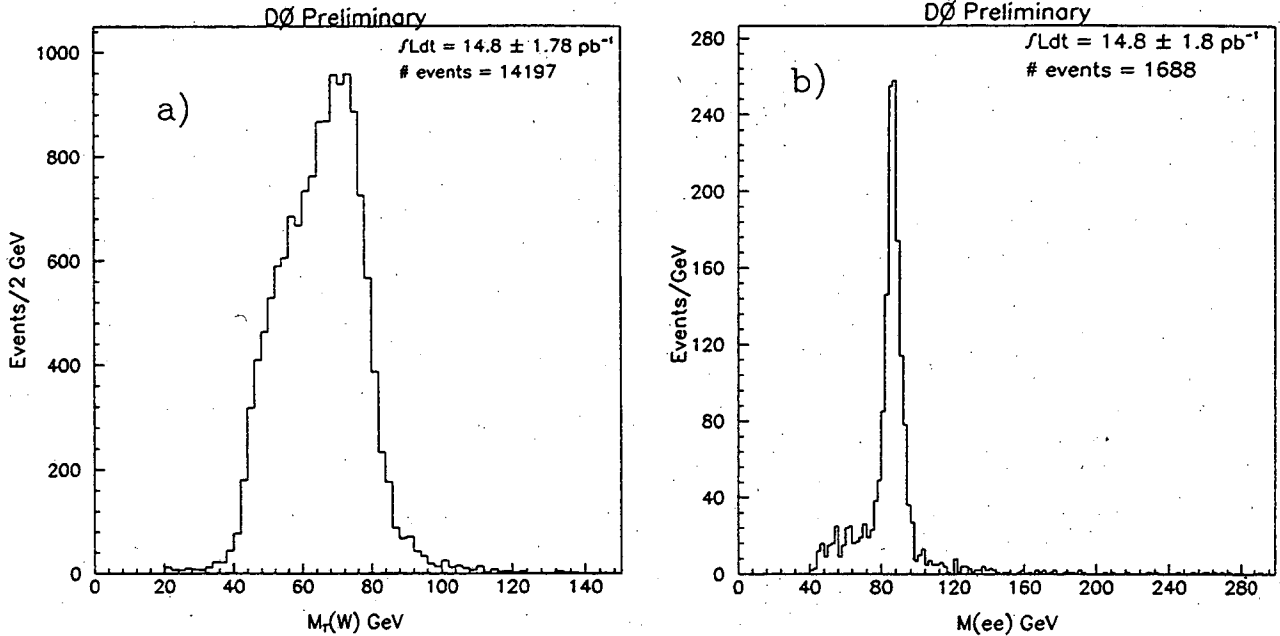 DØ Preliminary
∫Ldt = 14.8 ± 1.78 pb⁻¹
# events = 14197
a)
1000
800
600
400
200
0
Events/2 GeV
0 20 40 60 80 100 120 140
M_T(W) GeV
DØ Preliminary
∫Ldt = 14.8 ± 1.8 pb⁻¹
# events = 1688
b)
280
240
200
160
120
80
40
0
Events/GeV
0 40 80 120 160 200 240 280
M(ee) GeV